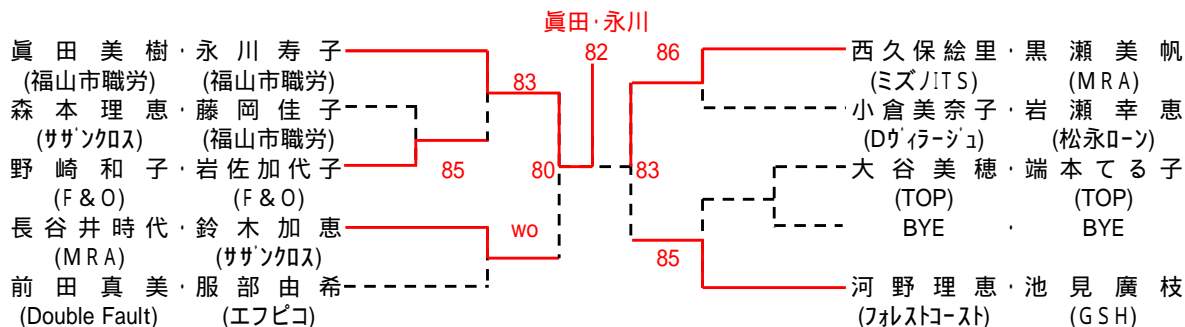 眞田・永川
82
眞田美樹・永川寿子
(福山市職労) (福山市職労)
83
森本理恵・藤岡佳子
(ｻｻﾞﾝｸﾛｽ) (福山市職労)
野崎和子・岩佐加代子
(F&O) (F&O)
85
80
長谷井時代・鈴木加恵
(MRA) (ｻｻﾞﾝｸﾛｽ)
wo
前田真美・服部由希
(Double Fault) (エフピコ)
86
西久保絵里・黒瀬美帆
(ミズノITS) (MRA)
小倉美奈子・岩瀬幸恵
(Dヴィラージュ) (松永ローン)
83
大谷美穂・端本てる子
(TOP) (TOP)
BYE ・ BYE
85
河野理恵・池見廣枝
(ﾌｫﾚｽﾄｺｰｽﾄ) (GSH)